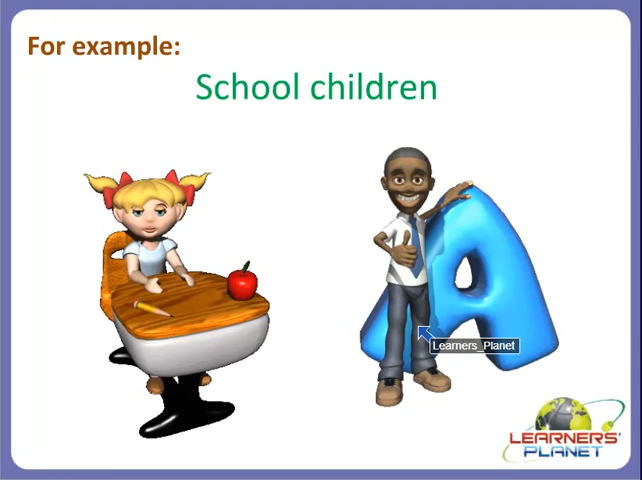 For example:
School children
A
Learners_Planet
LEARNERS'
PLANET